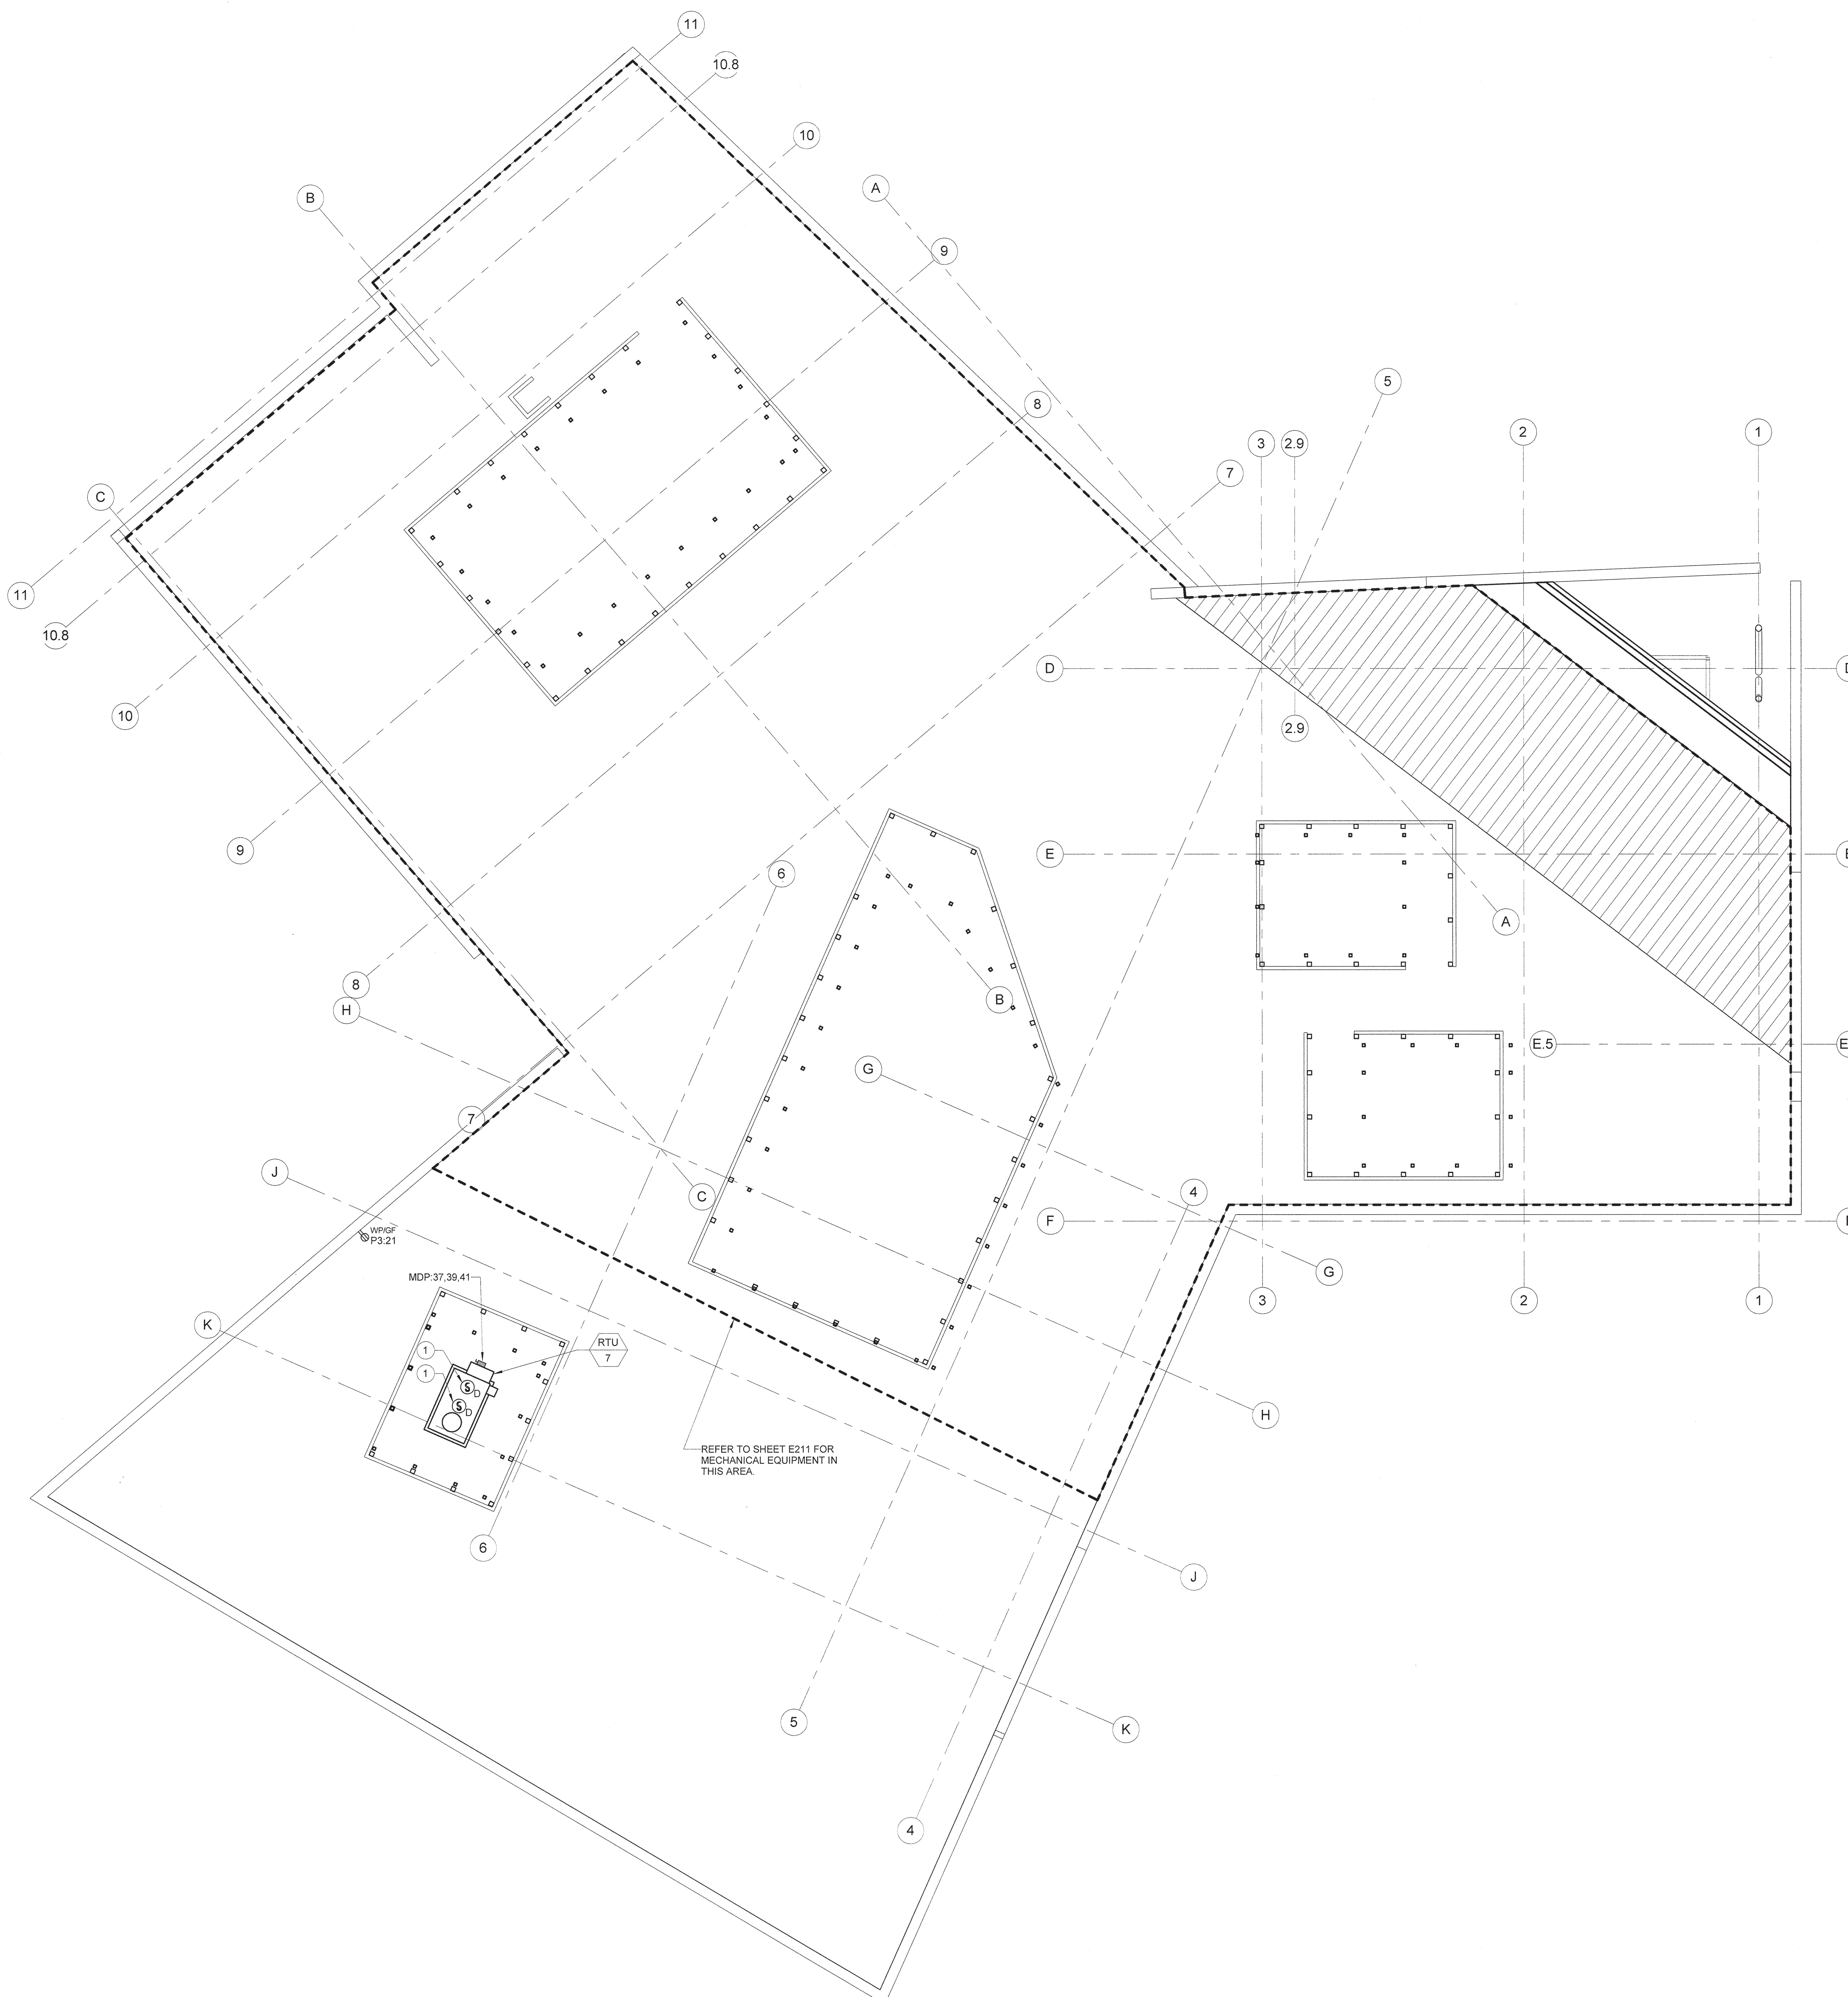 11
10.8
10
A
B
9
5
8
3
2.9
2
1
7
C
11
10.8
D
D
10
2.9
9
E
E
6
A
8
B
H
E.5
E
G
7
J
C
4
F
F
WP/GF
P3:21
G
MDP:37,39,41
3
2
1
K
RTU
7
1
1
S
D
S
D
H
REFER TO SHEET E211 FOR
MECHANICAL EQUIPMENT IN
THIS AREA.
6
J
5
K
4